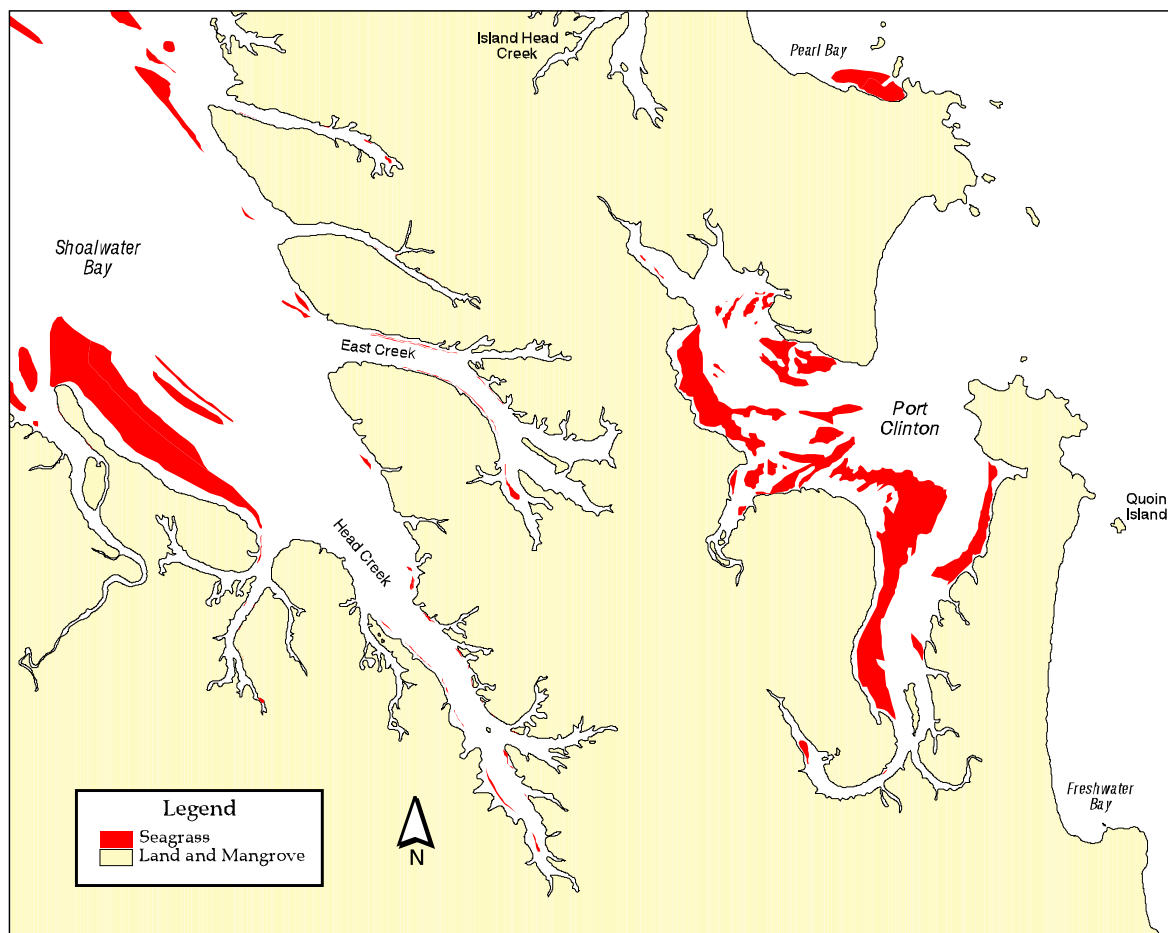 Island Head
Creek
Pearl Bay
Shoalwater
Bay
East Creek
Port
Clinton
Quoin
Island
Head Creek
Freshwater
Bay
Legend
Seagrass
Land and Mangrove
N